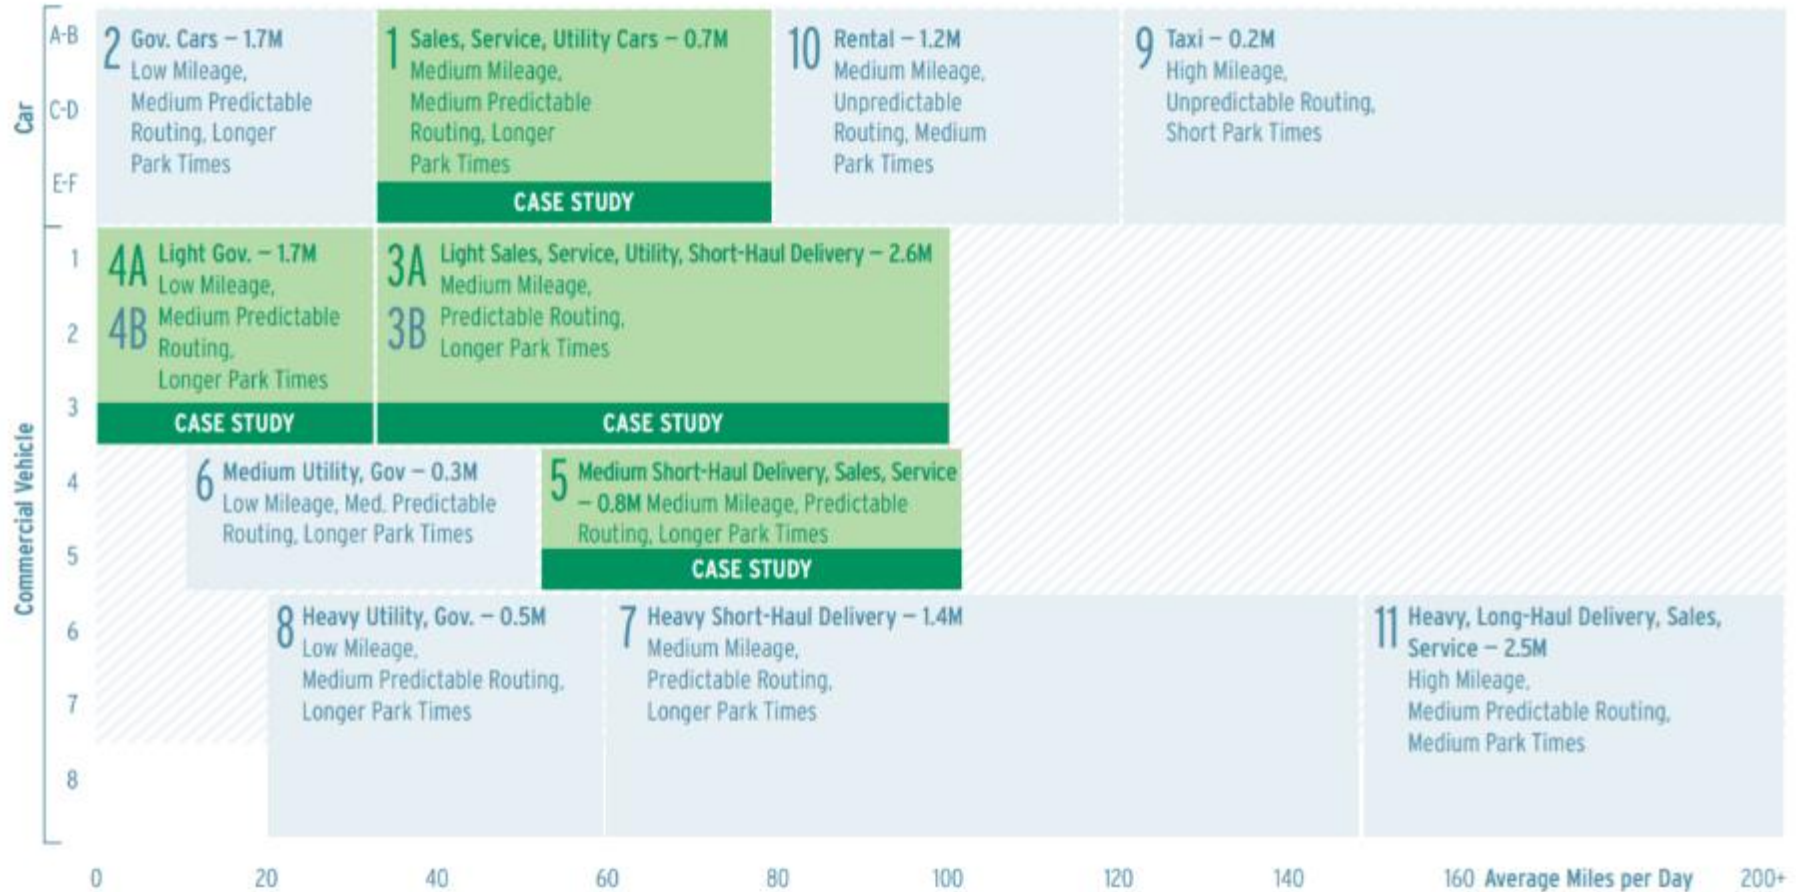 Car
A-B
C-D
E-F
2 Gov. Cars – 1.7M
Low Mileage,
Medium Predictable
Routing, Longer
Park Times
1 Sales, Service, Utility Cars – 0.7M
Medium Mileage,
Medium Predictable
Routing, Longer
Park Times
CASE STUDY
10 Rental – 1.2M
Medium Mileage,
Unpredictable
Routing, Medium
Park Times
9 Taxi – 0.2M
High Mileage,
Unpredictable Routing,
Short Park Times
Commercial Vehicle
1
2
3
4
5
6
7
8
4A Light Gov. – 1.7M
Low Mileage,
4B Medium Predictable
Routing,
Longer Park Times
CASE STUDY
3A Light Sales, Service, Utility, Short-Haul Delivery – 2.6M
Medium Mileage,
3B Predictable Routing,
Longer Park Times
CASE STUDY
6 Medium Utility, Gov – 0.3M
Low Mileage, Med. Predictable
Routing, Longer Park Times
5 Medium Short-Haul Delivery, Sales, Service
– 0.8M Medium Mileage, Predictable
Routing, Longer Park Times
CASE STUDY
8 Heavy Utility, Gov. – 0.5M
Low Mileage,
Medium Predictable Routing,
Longer Park Times
7 Heavy Short-Haul Delivery – 1.4M
Medium Mileage,
Predictable Routing,
Longer Park Times
11 Heavy, Long-Haul Delivery, Sales,
Service – 2.5M
High Mileage,
Medium Predictable Routing,
Medium Park Times
0 20 40 60 80 100 120 140 160 Average Miles per Day 200+